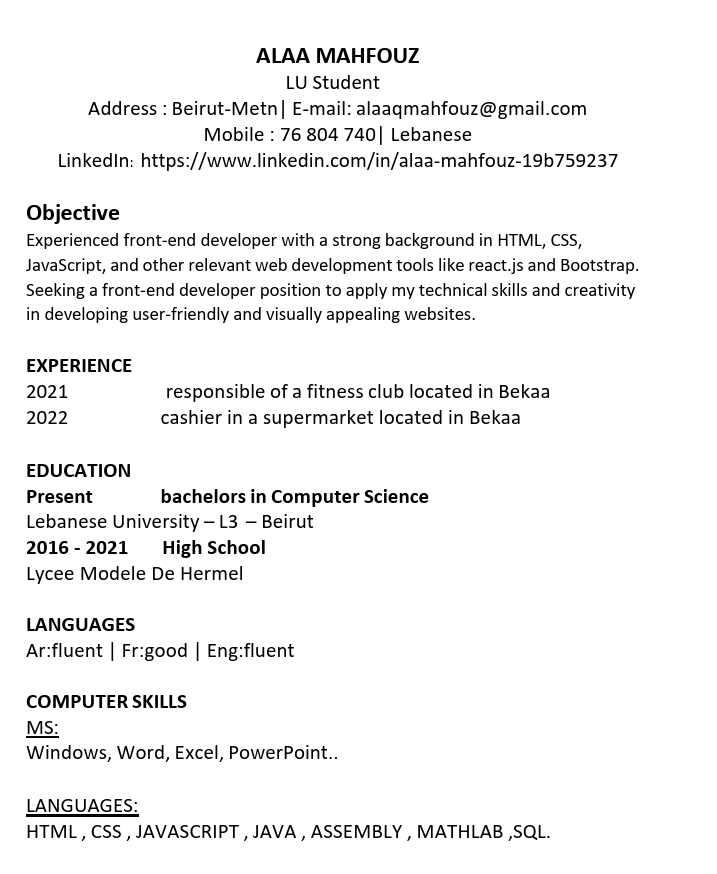 ALAA MAHFOUZ
LU Student
Address : Beirut-Metn| E-mail: alaaqmahfouz@gmail.com
Mobile : 76 804 740| Lebanese
LinkedIn: https://www.linkedin.com/in/alaa-mahfouz-19b759237
Objective
Experienced front-end developer with a strong background in HTML, CSS,
JavaScript, and other relevant web development tools like react.js and Bootstrap.
Seeking a front-end developer position to apply my technical skills and creativity
in developing user-friendly and visually appealing websites.
EXPERIENCE
2021 responsible of a fitness club located in Bekaa
2022 cashier in a supermarket located in Bekaa
EDUCATION
Present bachelors in Computer Science
Lebanese University – L3 – Beirut
2016 - 2021 High School
Lycee Modele De Hermel
LANGUAGES
Ar:fluent | Fr:good | Eng:fluent
COMPUTER SKILLS
MS:
Windows, Word, Excel, PowerPoint..
LANGUAGES:
HTML , CSS , JAVASCRIPT , JAVA , ASSEMBLY , MATHLAB ,SQL.